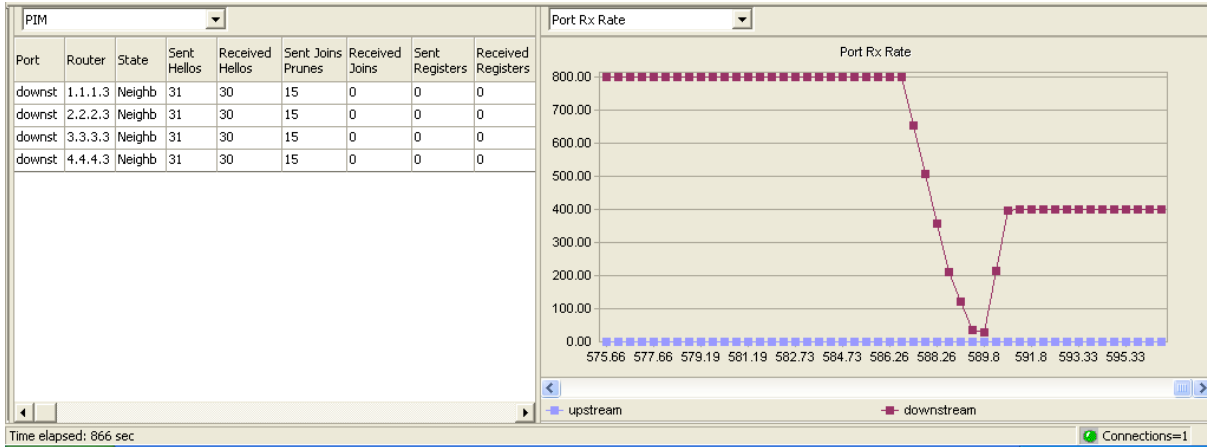 PIM
Port Router State Sent Hellos Received Hellos Sent Joins Prunes Received Joins Sent Registers Received Registers
downst 1.1.1.3 Neighb 31 30 15 0 0 0
downst 2.2.2.3 Neighb 31 30 15 0 0 0
downst 3.3.3.3 Neighb 31 30 15 0 0 0
downst 4.4.4.3 Neighb 31 30 15 0 0 0
Port Rx Rate
Port Rx Rate
800.00
700.00
600.00
500.00
400.00
300.00
200.00
100.00
0.00
575.66 577.66 579.19 581.19 582.73 584.73 586.26 588.26 589.8 591.8 593.33 595.33
upstream downstream
Time elapsed: 866 sec Connections=1